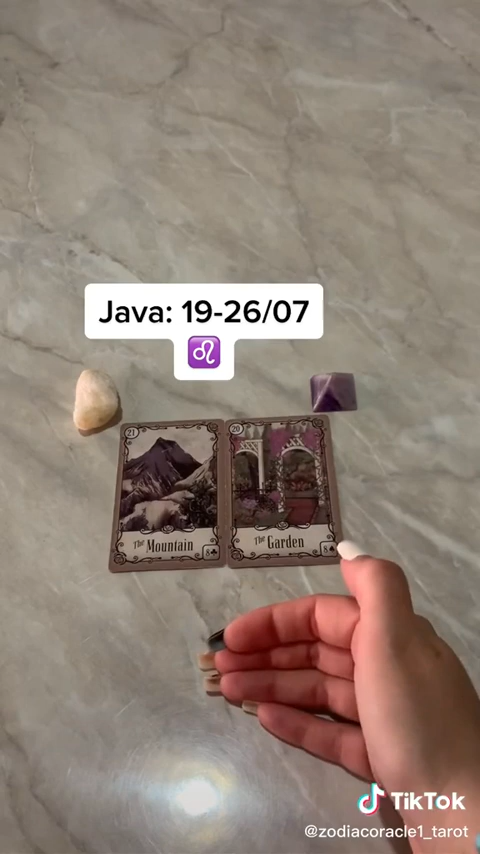 Java: 19-26/07
♌
21
20
The Mountain
8♣
The Garden
8♠
TikTok
@zodiacoracle1_tarot